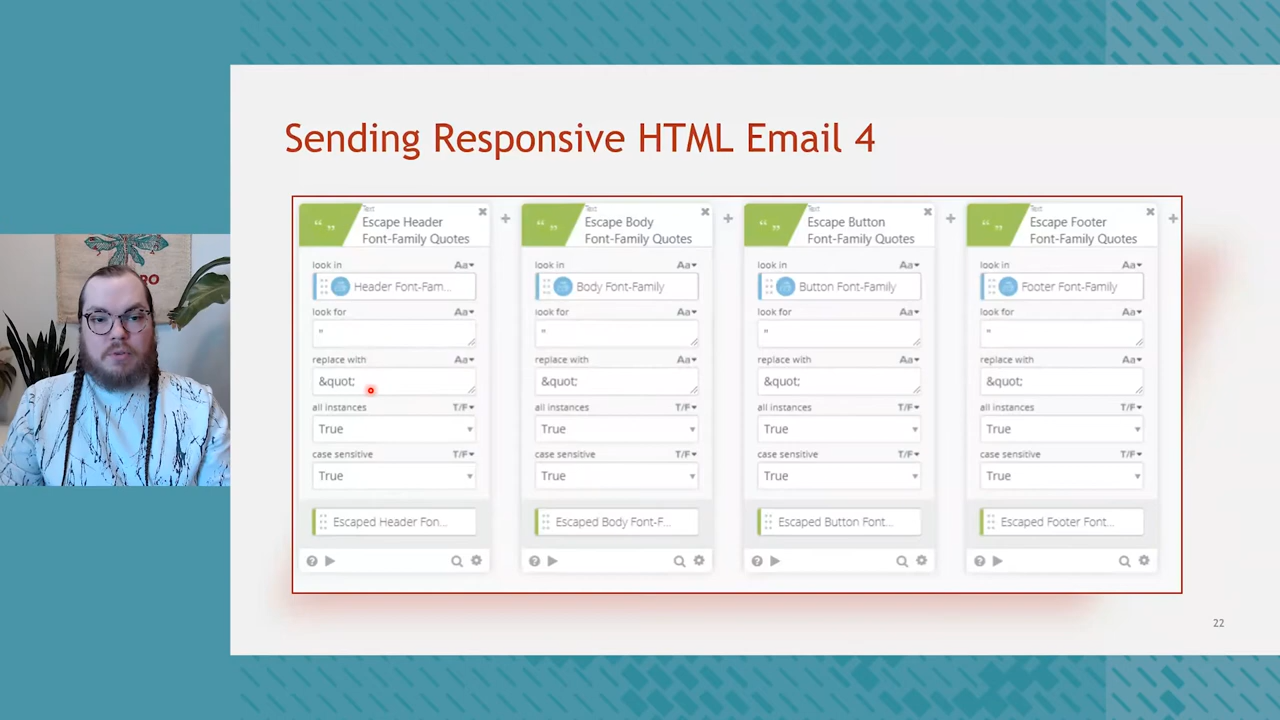 Sending Responsive HTML Email 4
Text
Escape Header
Font-Family Quotes
look in
Aa
Header Font-Fam...
look for
Aa
"
replace with
Aa
&quot;
all instances
T/F
True
case sensitive
T/F
True
Escaped Header Fon...
Text
Escape Body
Font-Family Quotes
look in
Aa
Body Font-Family
look for
Aa
"
replace with
Aa
&quot;
all instances
T/F
True
case sensitive
T/F
True
Escaped Body Font-F...
Text
Escape Button
Font-Family Quotes
look in
Aa
Button Font-Family
look for
Aa
"
replace with
Aa
&quot;
all instances
T/F
True
case sensitive
T/F
True
Escaped Button Font...
Text
Escape Footer
Font-Family Quotes
look in
Aa
Footer Font-Family
look for
Aa
"
replace with
Aa
&quot;
all instances
T/F
True
case sensitive
T/F
True
Escaped Footer Font...
22